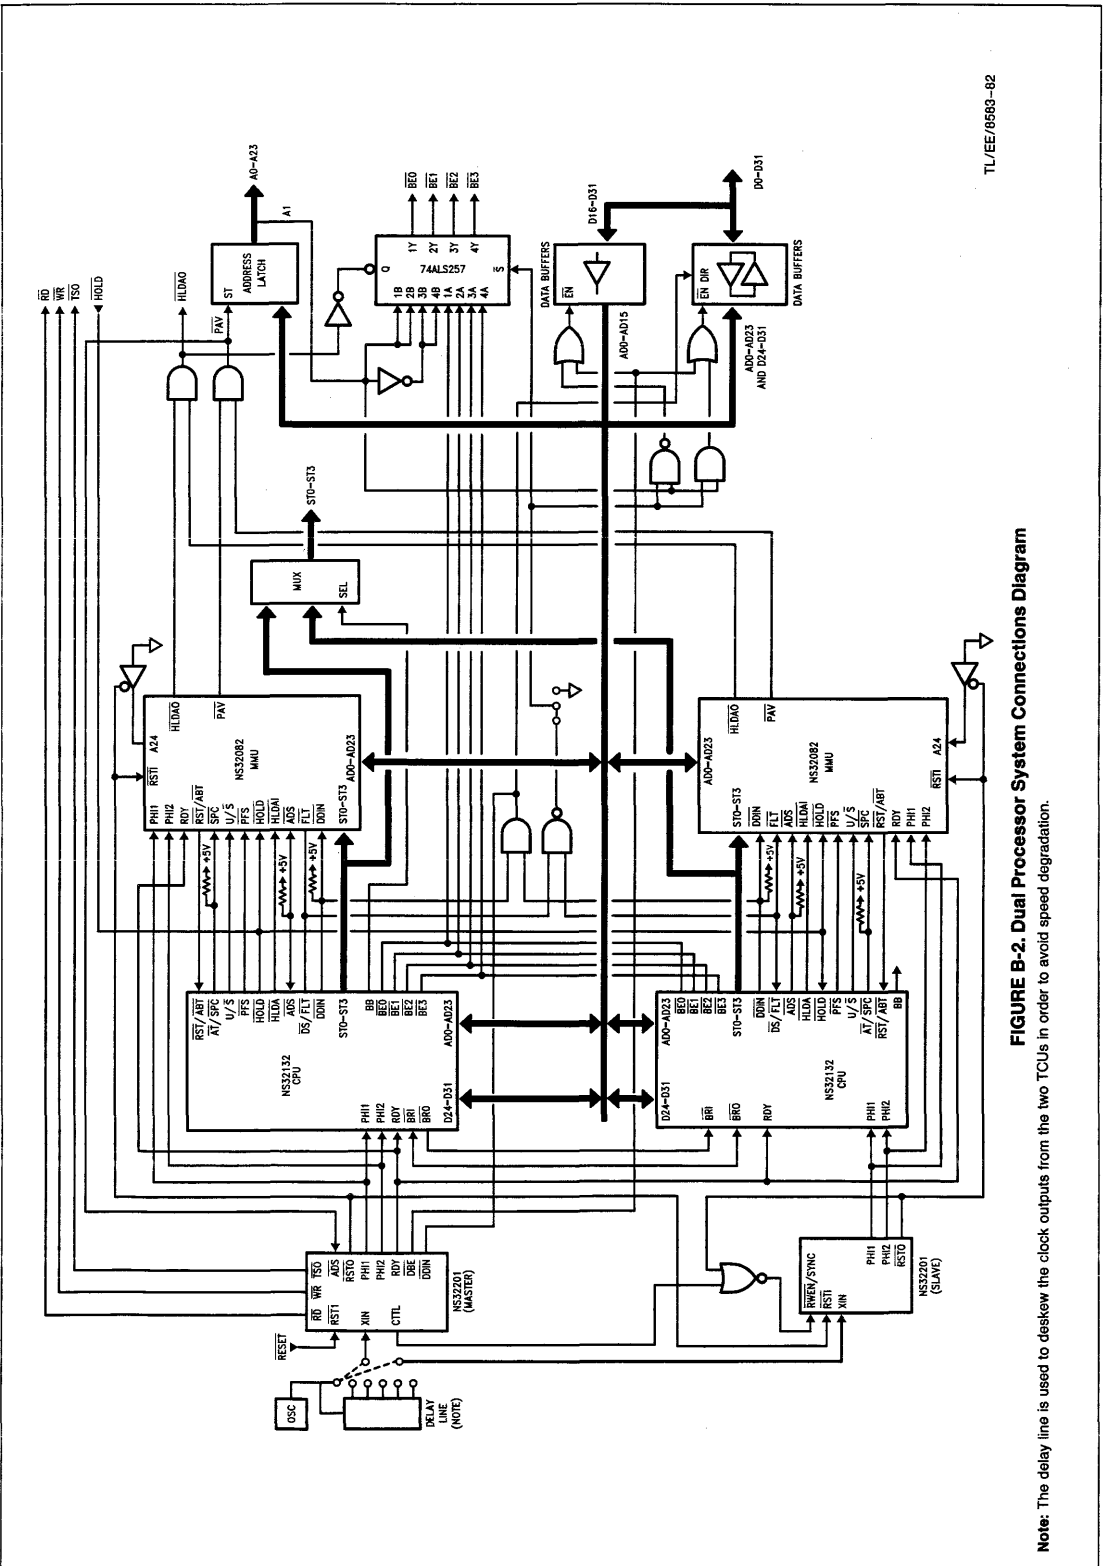 RD
WR
TSO
HOLD
HLDAO
PAV
ST
ADDRESS LATCH
A0-A23
A1
Q
1B
2B
3B
4B
1A
2A
3A
4A
74ALS257
1Y
2Y
3Y
4Y
S
BE0
BE1
BE2
BE3
DATA BUFFERS
EN
D16-D31
AD0-AD15
EN DIR
DATA BUFFERS
D0-D31
AD0-AD23
AND D24-D31
MUX
SEL
ST0-ST3
RSTI
A24
HLDAO
PAV
NS32082
MMU
AD0-AD23
PHI1
PHI2
RDY
RST/ABT
SPC
U/S
PFS
HOLD
HLDAI
ADS
FLT
DDIN
ST0-ST3
+5V
+5V
+5V
RST/ABT
AT/SPC
U/S
PFS
HOLD
HLDA
ADS
DS/FLT
DDIN
ST0-ST3
BB
BE0
BE1
BE2
BE3
AD0-AD23
NS32132
CPU
PHI1
PHI2
RDY
BRI
BRO
D24-D31
AD0-AD23
HLDAO
PAV
NS32082
MMU
A24
RSTI
ST0-ST3
DDIN
FLT
ADS
HLDAI
HOLD
PFS
U/S
SPC
RST/ABT
RDY
PHI1
PHI2
+5V
+5V
+5V
AD0-AD23
BE0
BE1
BE2
BE3
ST0-ST3
DDIN
DS/FLT
ADS
HLDA
HOLD
PFS
U/S
AT/SPC
RST/ABT
BB
NS32132
CPU
D24-D31
BRI
BRO
RDY
PHI1
PHI2
RD
WR
TSO
RSTI
ADS
RSTO
XIN
PHI1
PHI2
RDY
DBE
DDIN
CTTL
NS32201
(MASTER)
RESET
OSC
DELAY
LINE
(NOTE)
RWEN/SYNC
RSTI
XIN
PHI1
PHI2
RSTO
NS32201
(SLAVE)
TL/EE/8583-82
FIGURE B-2. Dual Processor System Connections Diagram
Note: The delay line is used to deskew the clock outputs from the two TCUs in order to avoid speed degradation.